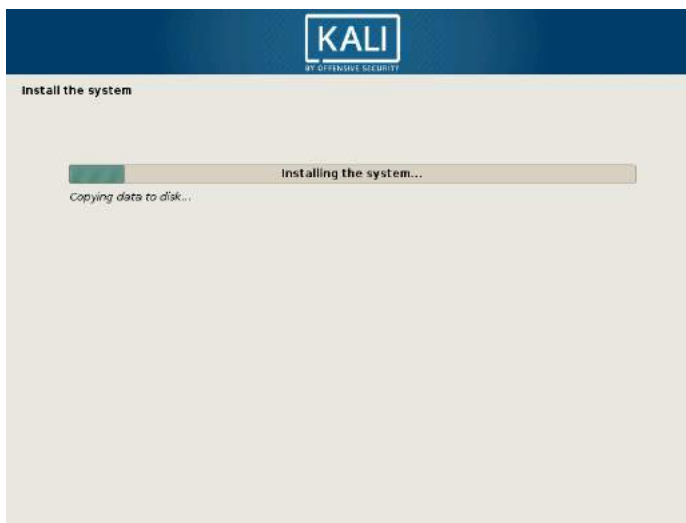 KALI
BY OFFENSIVE SECURITY
Install the system
Installing the system...
Copying data to disk...